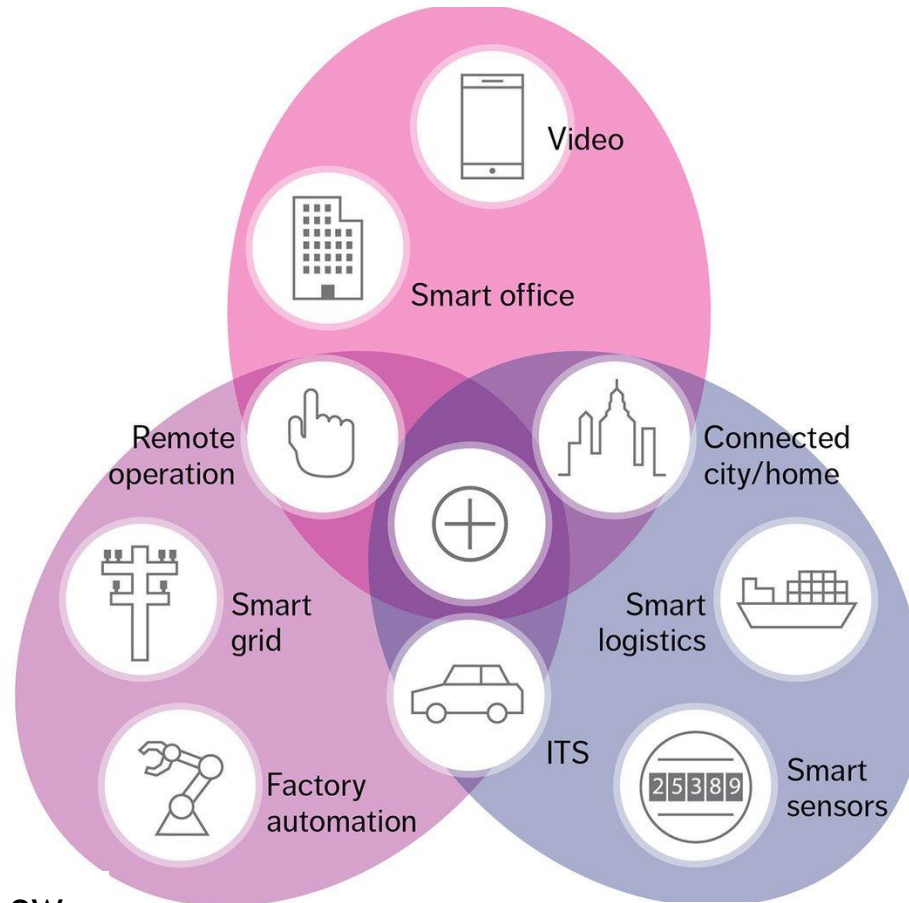 Video
Smart office
Remote
operation
Connected
city/home
Smart
grid
Smart
logistics
ITS
Factory
automation
25389
Smart
sensors